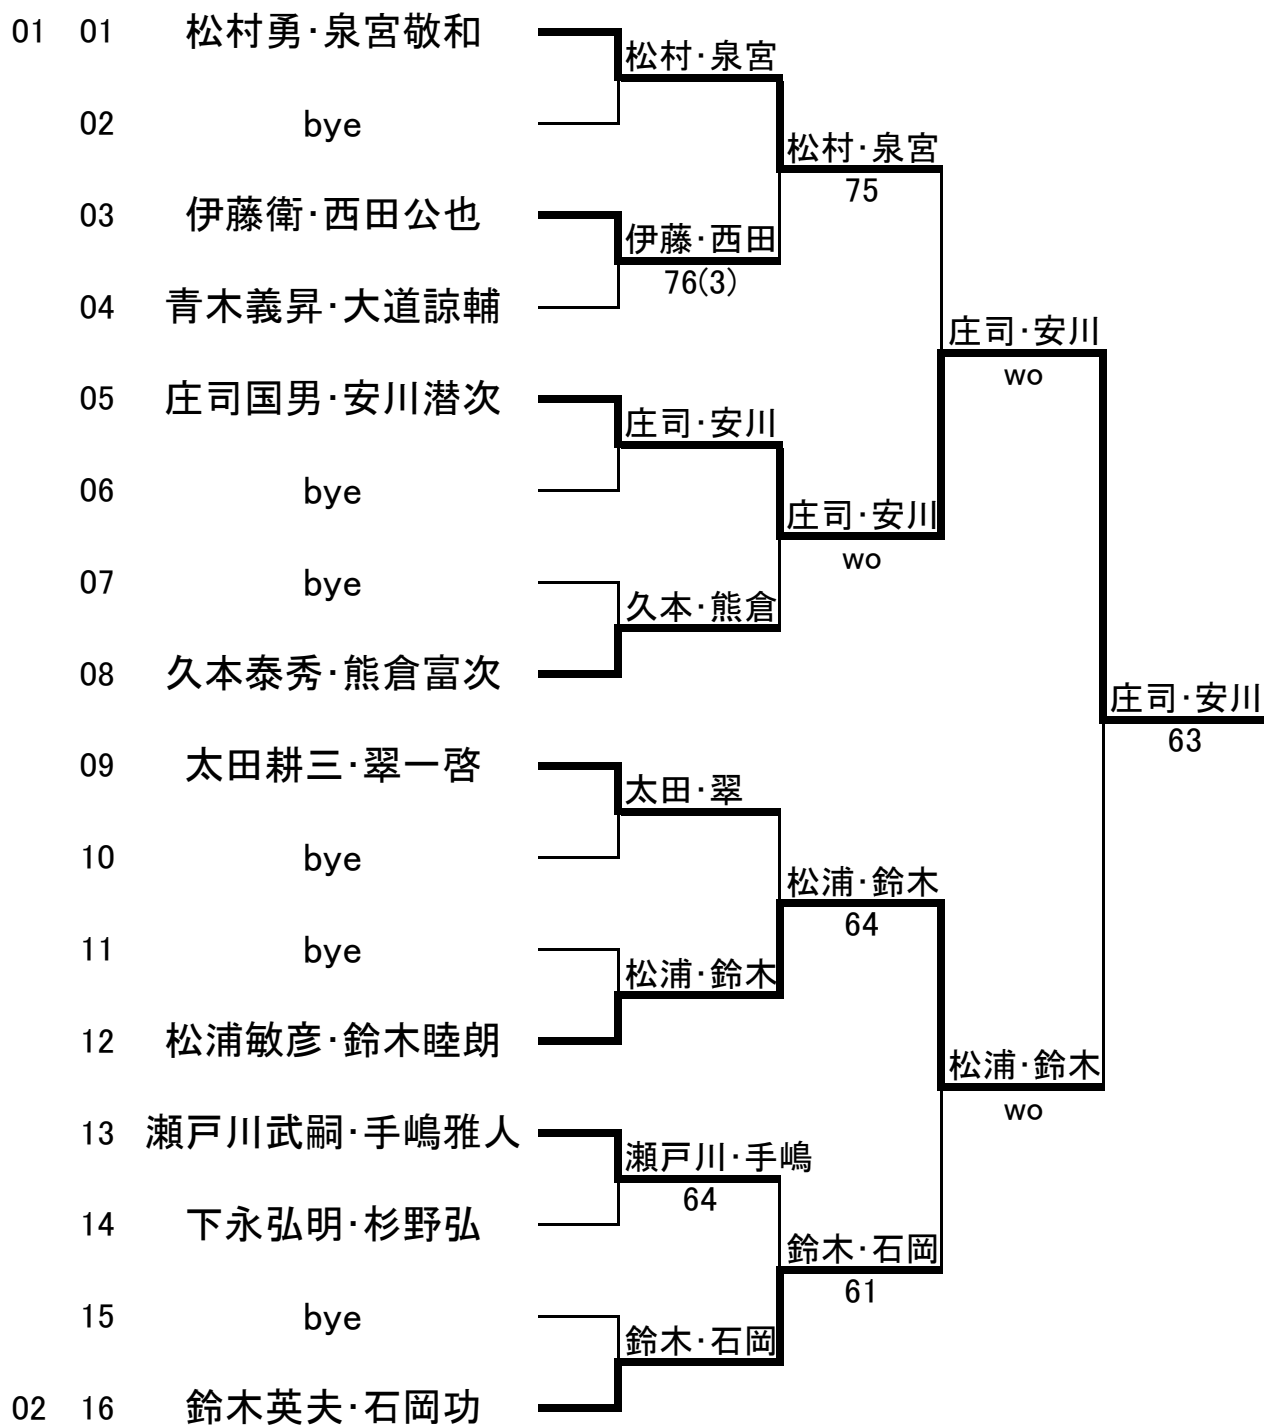 01 01 松村勇・泉宮敬和
松村・泉宮
02 bye
松村・泉宮
75
03 伊藤衛・西田公也
伊藤・西田
76(3)
04 青木義昇・大道諒輔
庄司・安川
wo
05 庄司国男・安川潜次
庄司・安川
06 bye
庄司・安川
wo
07 bye
久本・熊倉
08 久本泰秀・熊倉富次
庄司・安川
63
09 太田耕三・翠一啓
太田・翠
10 bye
松浦・鈴木
64
11 bye
松浦・鈴木
12 松浦敏彦・鈴木睦朗
松浦・鈴木
wo
13 瀬戸川武嗣・手嶋雅人
瀬戸川・手嶋
64
14 下永弘明・杉野弘
鈴木・石岡
61
15 bye
鈴木・石岡
02 16 鈴木英夫・石岡功